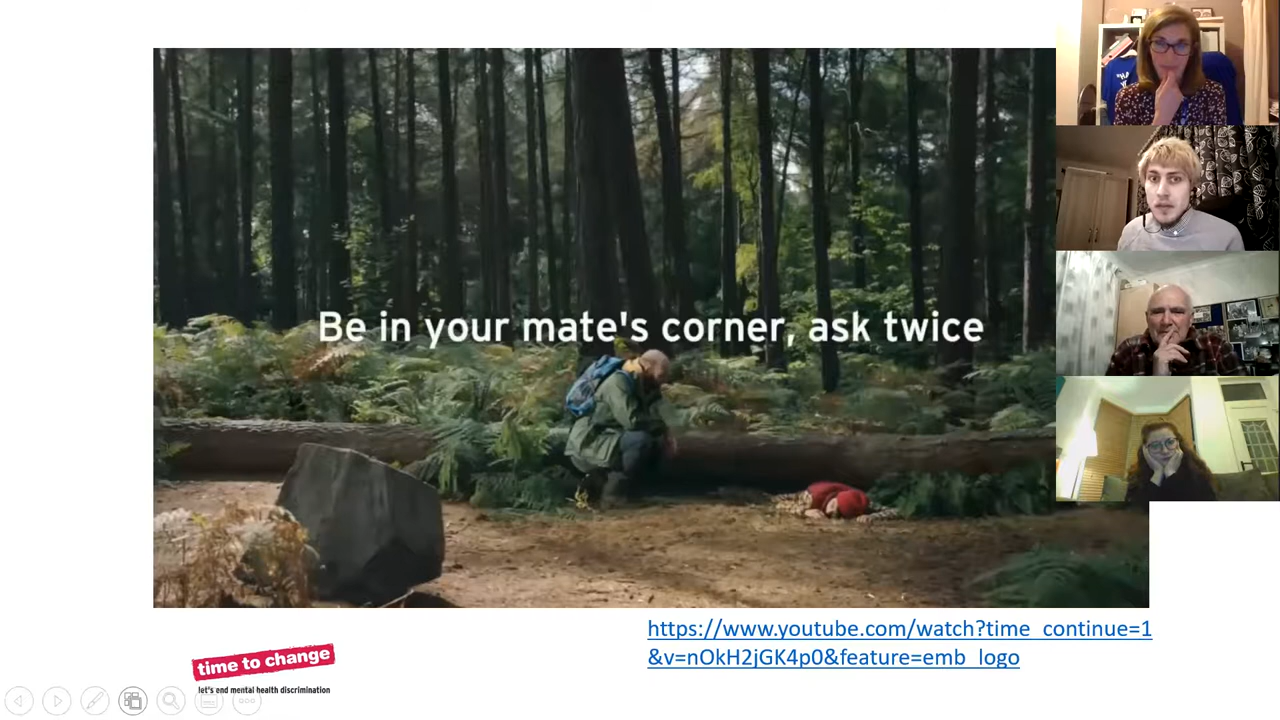 Be in your mate's corner, ask twice
https://www.youtube.com/watch?time_continue=1
&v=nOkH2jGK4p0&feature=emb_logo
time to change
let's end mental health discrimination